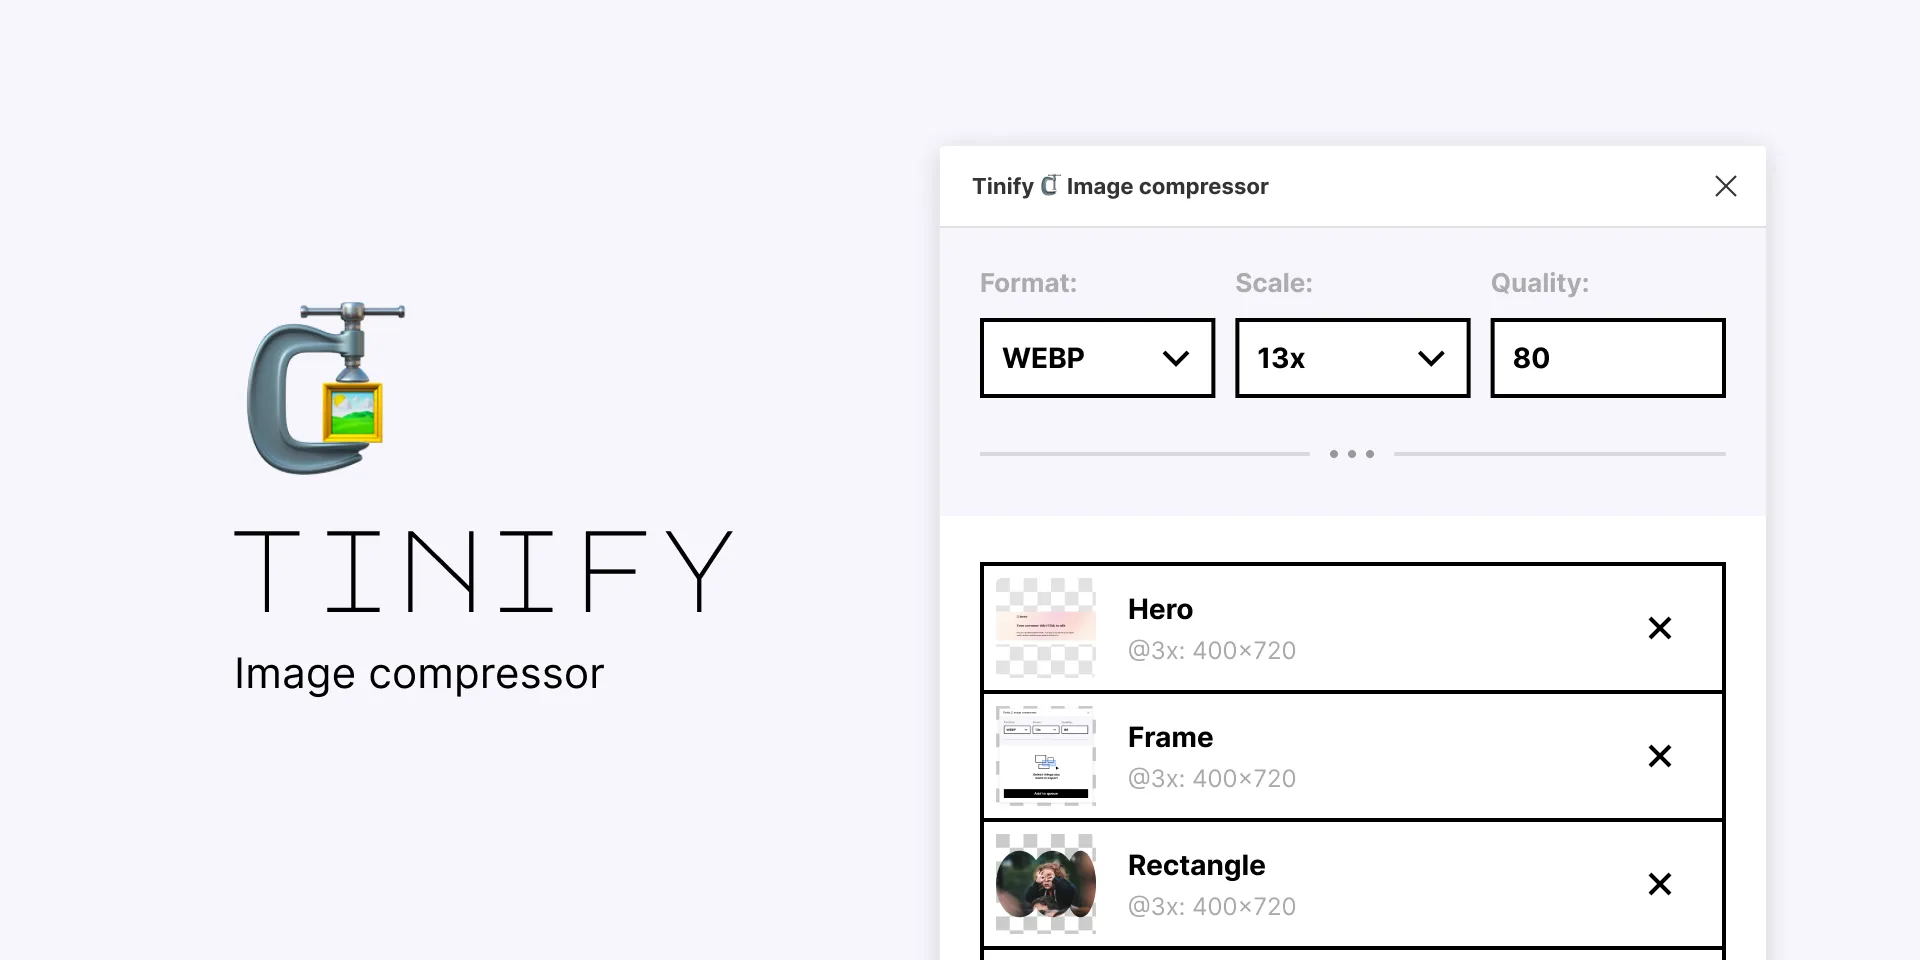 TINIFY
Image compressor
Tinify Image compressor
Format: Scale: Quality:
WEBP 13x 80
Hero
@3x: 400×720
Frame
@3x: 400×720
Rectangle
@3x: 400×720